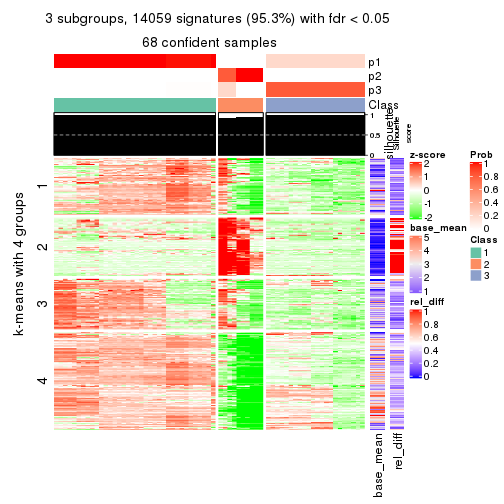 3 subgroups, 14059 signatures (95.3%) with fdr < 0.05
68 confident samples
p1
p2
p3
Class
silhouette
1
0.5
0
Silhouette
score
k-means with 4 groups
1
2
3
4
base_mean
rel_diff
z-score
2
1
0
-1
-2
base_mean
5
4
3
2
1
rel_diff
1
0.8
0.6
0.4
0.2
0
Prob
1
0.8
0.6
0.4
0.2
0
Class
1
2
3